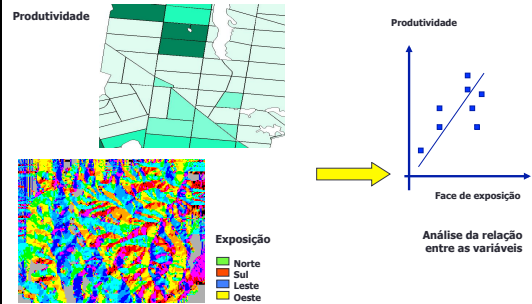 Produtividade
Produtividade
Face de exposição
Análise da relação
entre as variáveis
Exposição
Norte
Sul
Leste
Oeste